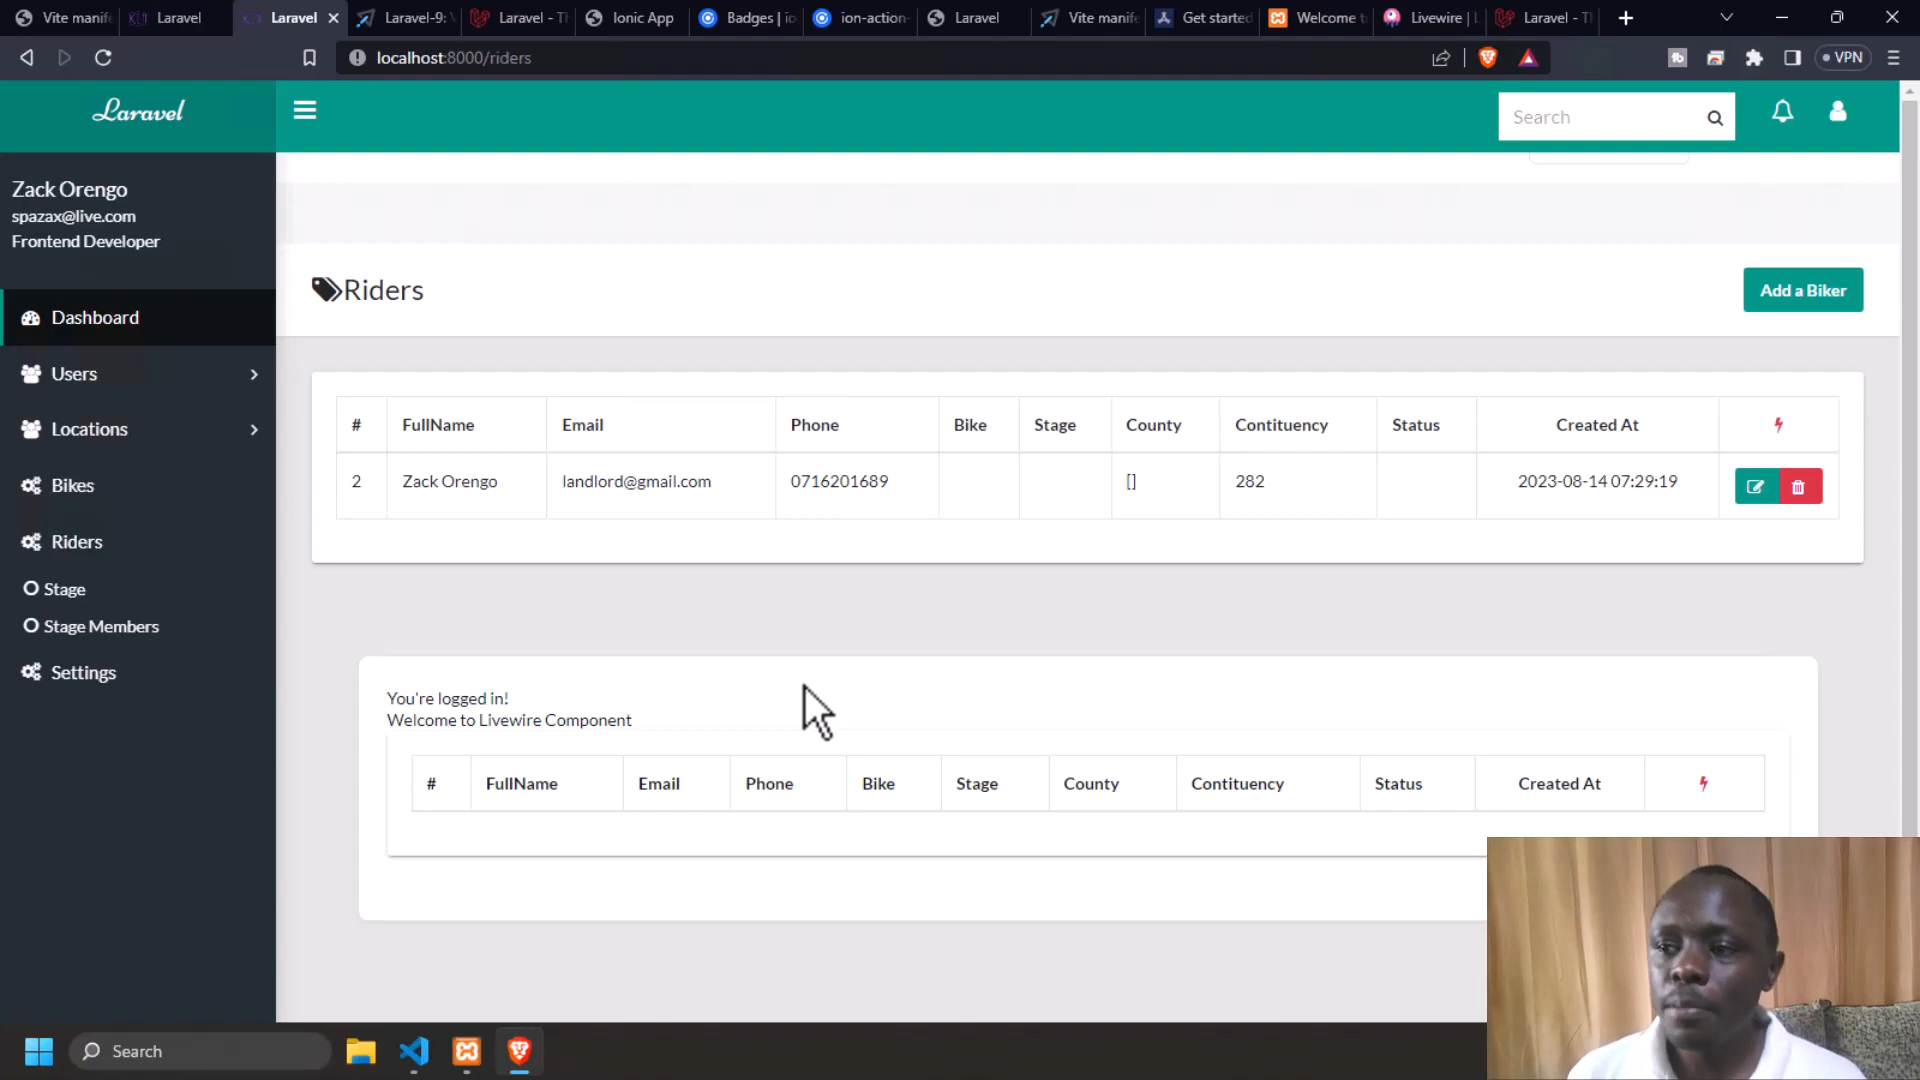 Vite manif
Laravel
Laravel
Laravel-9: V
Laravel - Th
Ionic App
Badges | io
ion-action-
Laravel
Vite manife
Get started
Welcome to
Livewire | L
Laravel - Th
localhost:8000/riders
VPN
Laravel
Search
Zack Orengo
spazax@live.com
Frontend Developer
Dashboard
Users
Locations
Bikes
Riders
Stage
Stage Members
Settings
Riders
Add a Biker
# FullName Email Phone Bike Stage County Contituency Status Created At
2 Zack Orengo landlord@gmail.com 0716201689 [] 282 2023-08-14 07:29:19
You're logged in!
Welcome to Livewire Component
# FullName Email Phone Bike Stage County Contituency Status Created At
Search